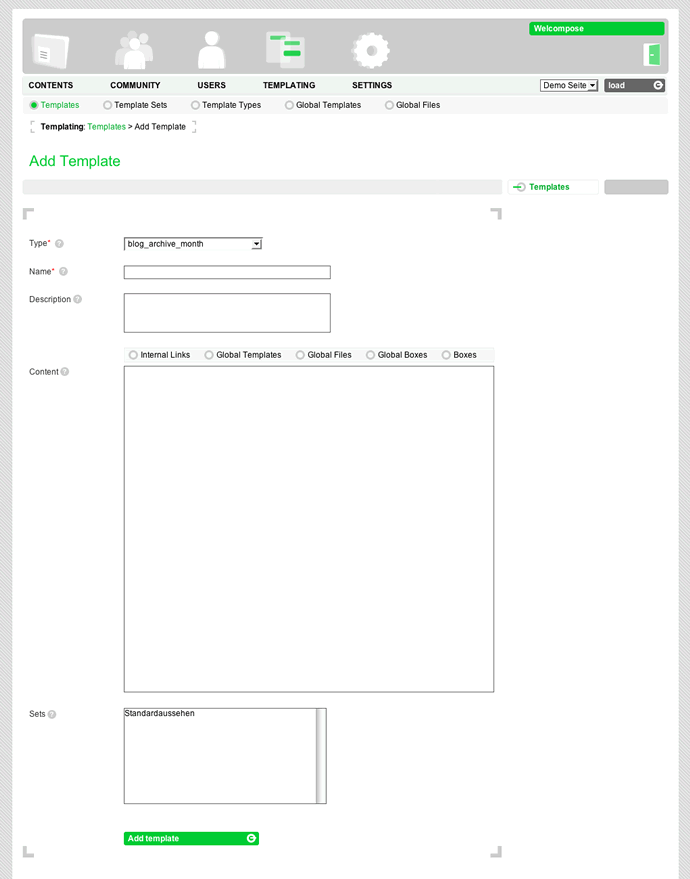 Welcompose
CONTENTS COMMUNITY USERS TEMPLATING SETTINGS Demo Seite load
Templates Template Sets Template Types Global Templates Global Files
Templating: Templates > Add Template
Add Template
Templates
Type* ? blog_archive_month
Name* ?
Description ?
Internal Links Global Templates Global Files Global Boxes Boxes
Content ?
Sets ? Standardaussehen
Add template